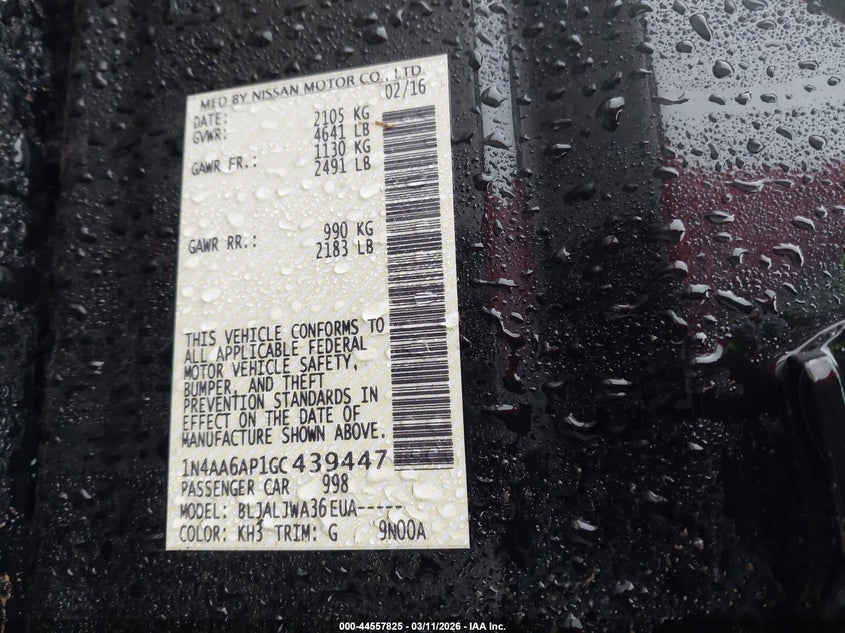 MFD BY NISSAN MOTOR CO., LTD.
DATE: 02/16
GVWR: 2105 KG
4641 LB
GAWR FR.: 1130 KG
2491 LB
GAWR RR.: 990 KG
2183 LB
THIS VEHICLE CONFORMS TO
ALL APPLICABLE FEDERAL
MOTOR VEHICLE SAFETY,
BUMPER, AND THEFT
PREVENTION STANDARDS IN
EFFECT ON THE DATE OF
MANUFACTURE SHOWN ABOVE.
1N4AA6AP1GC439447
PASSENGER CAR 998
MODEL: BLJALJWA36EUA-----
COLOR: KH3 TRIM: G 9N00A
000-44557825 - 03/11/2026 - IAA Inc.